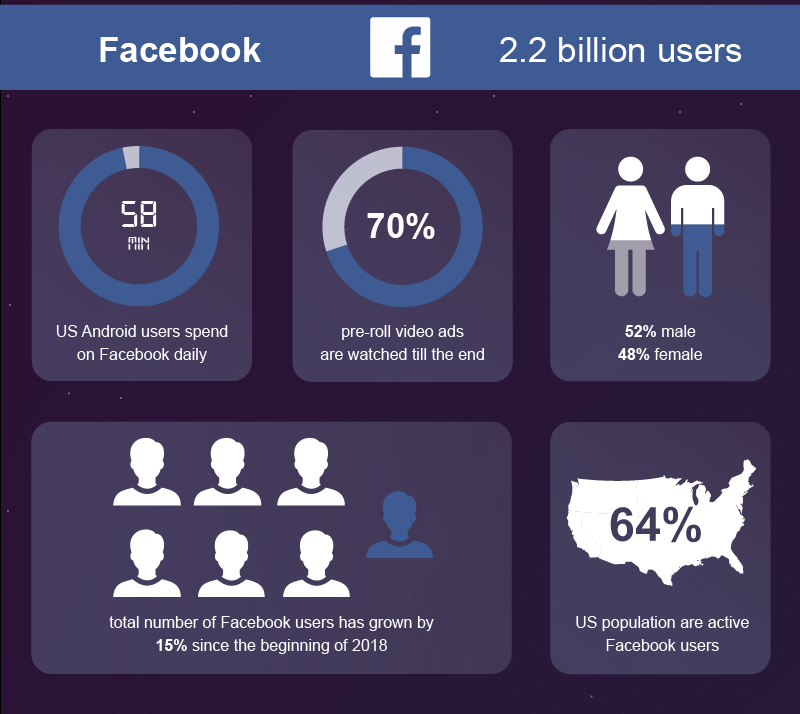 Facebook
2.2 billion users
58
MIN
US Android users spend
on Facebook daily
70%
pre-roll video ads
are watched till the end
52% male
48% female
total number of Facebook users has grown by
15% since the beginning of 2018
64%
US population are active
Facebook users